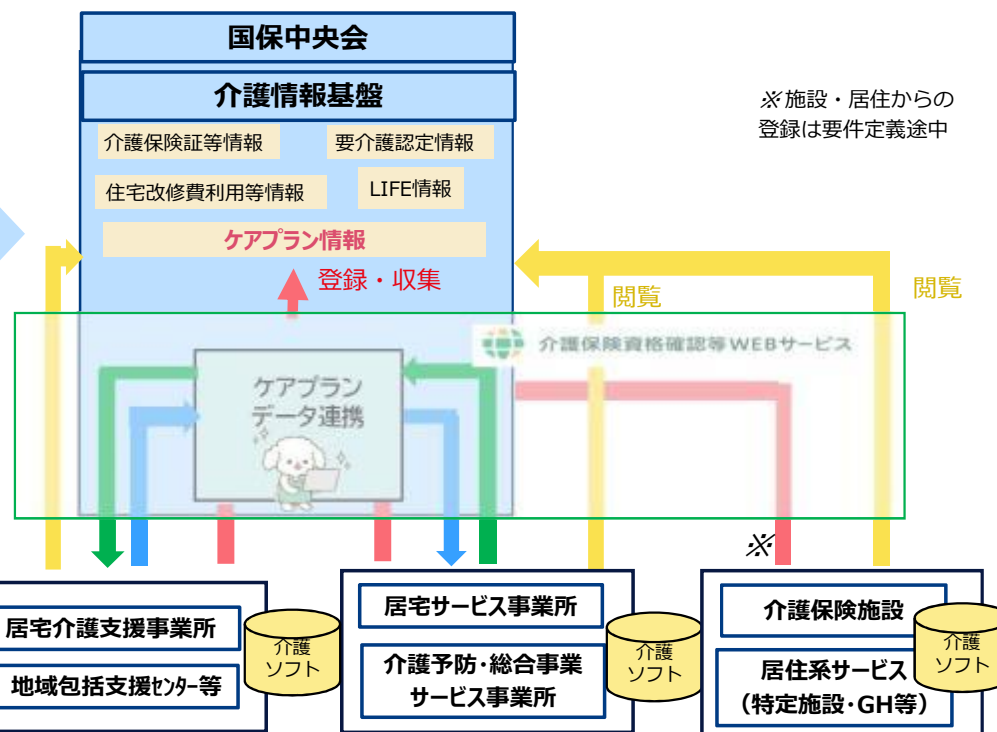 国保中央会
介護情報基盤
※施設・居住からの
登録は要件定義途中
介護保険証等情報
要介護認定情報
住宅改修費利用等情報
LIFE情報
ケアプラン情報
登録・収集
閲覧
閲覧
介護保険資格確認等WEBサービス
ケアプラン
データ連携
※
居宅介護支援事業所
地域包括支援ｾﾝﾀｰ等
介護
ソフト
居宅サービス事業所
介護予防・総合事業
サービス事業所
介護
ソフト
介護保険施設
居住系サービス
（特定施設・GH等）
介護
ソフト